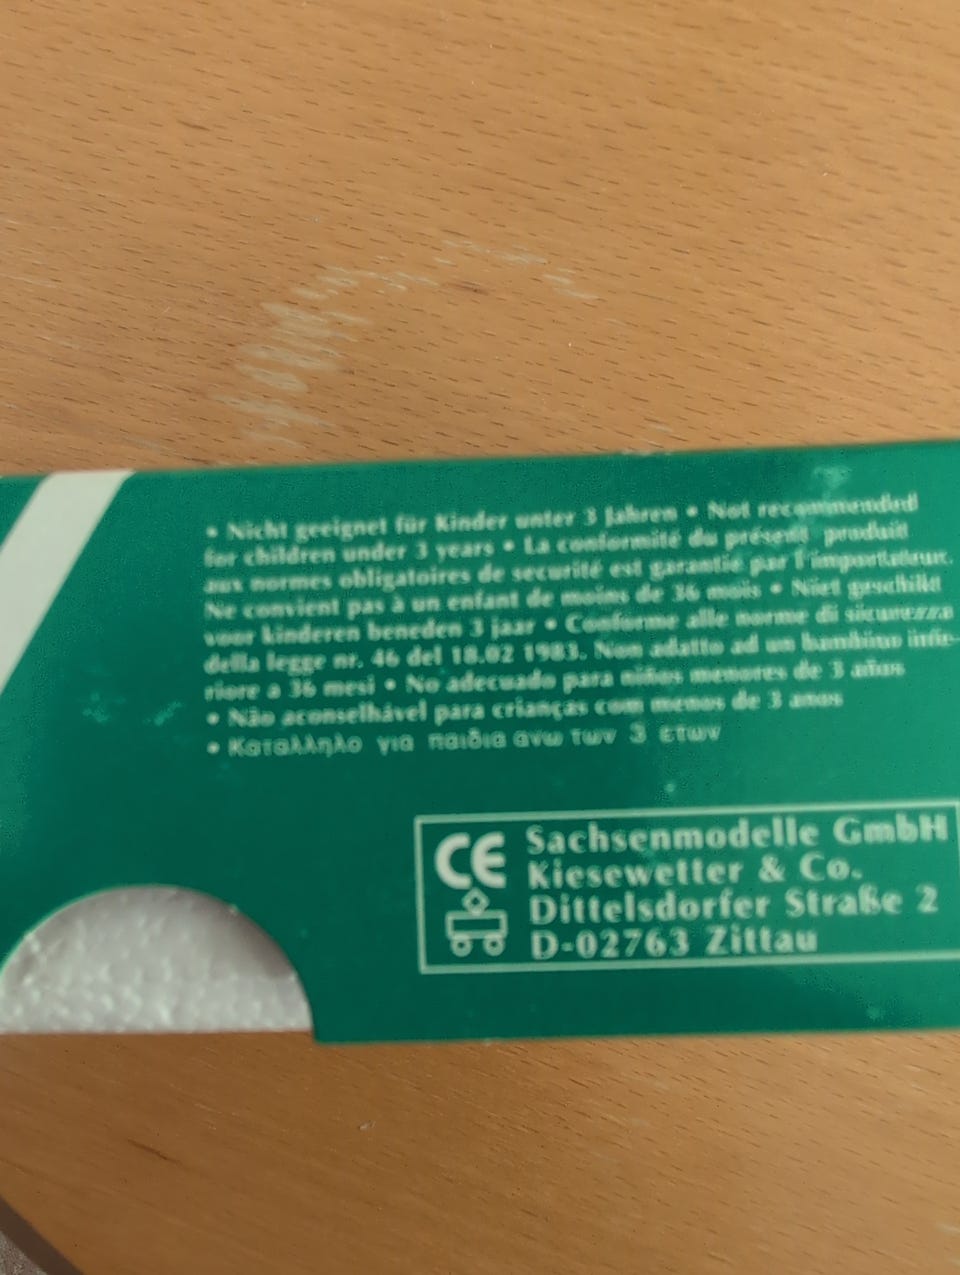 • Nicht geeignet für Kinder unter 3 Jahren • Not recommended
for children under 3 years • La conformité du présent produit
aux normes obligatoires de securité est garantie par l'importateur.
Ne convient pas à un enfant de moins de 36 mois • Niet geschikt
voor kinderen beneden 3 jaar • Conforme alle norme di sicurezza
della legge nr. 46 del 18.02 1983. Non adatto ad un bambino infe-
riore a 36 mesi • No adecuado para niños menores de 3 años
• Não aconselhável para crianças com menos de 3 anos
• Καταλληλο για παιδια ανω των 3 ετων
CE
Sachsenmodelle GmbH
Kiesewetter & Co.
Dittelsdorfer Straße 2
D-02763 Zittau